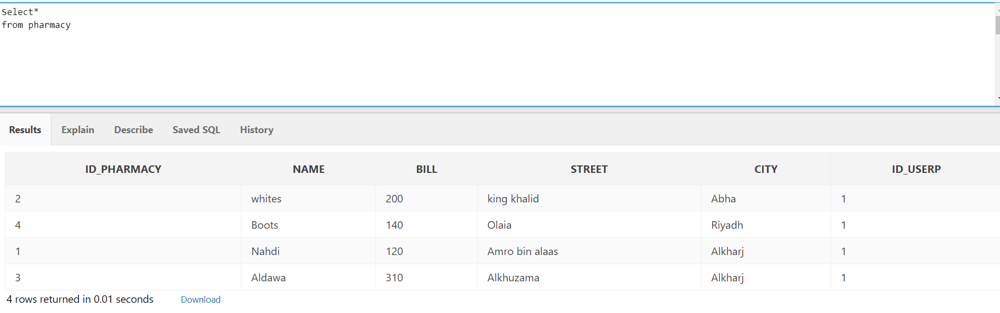 Select*
from pharmacy
Results Explain Describe Saved SQL History
ID_PHARMACY NAME BILL STREET CITY ID_USERP
2 whites 200 king khalid Abha 1
4 Boots 140 Olaia Riyadh 1
1 Nahdi 120 Amro bin alaas Alkharj 1
3 Aldawa 310 Alkhuzama Alkharj 1
4 rows returned in 0.01 seconds Download